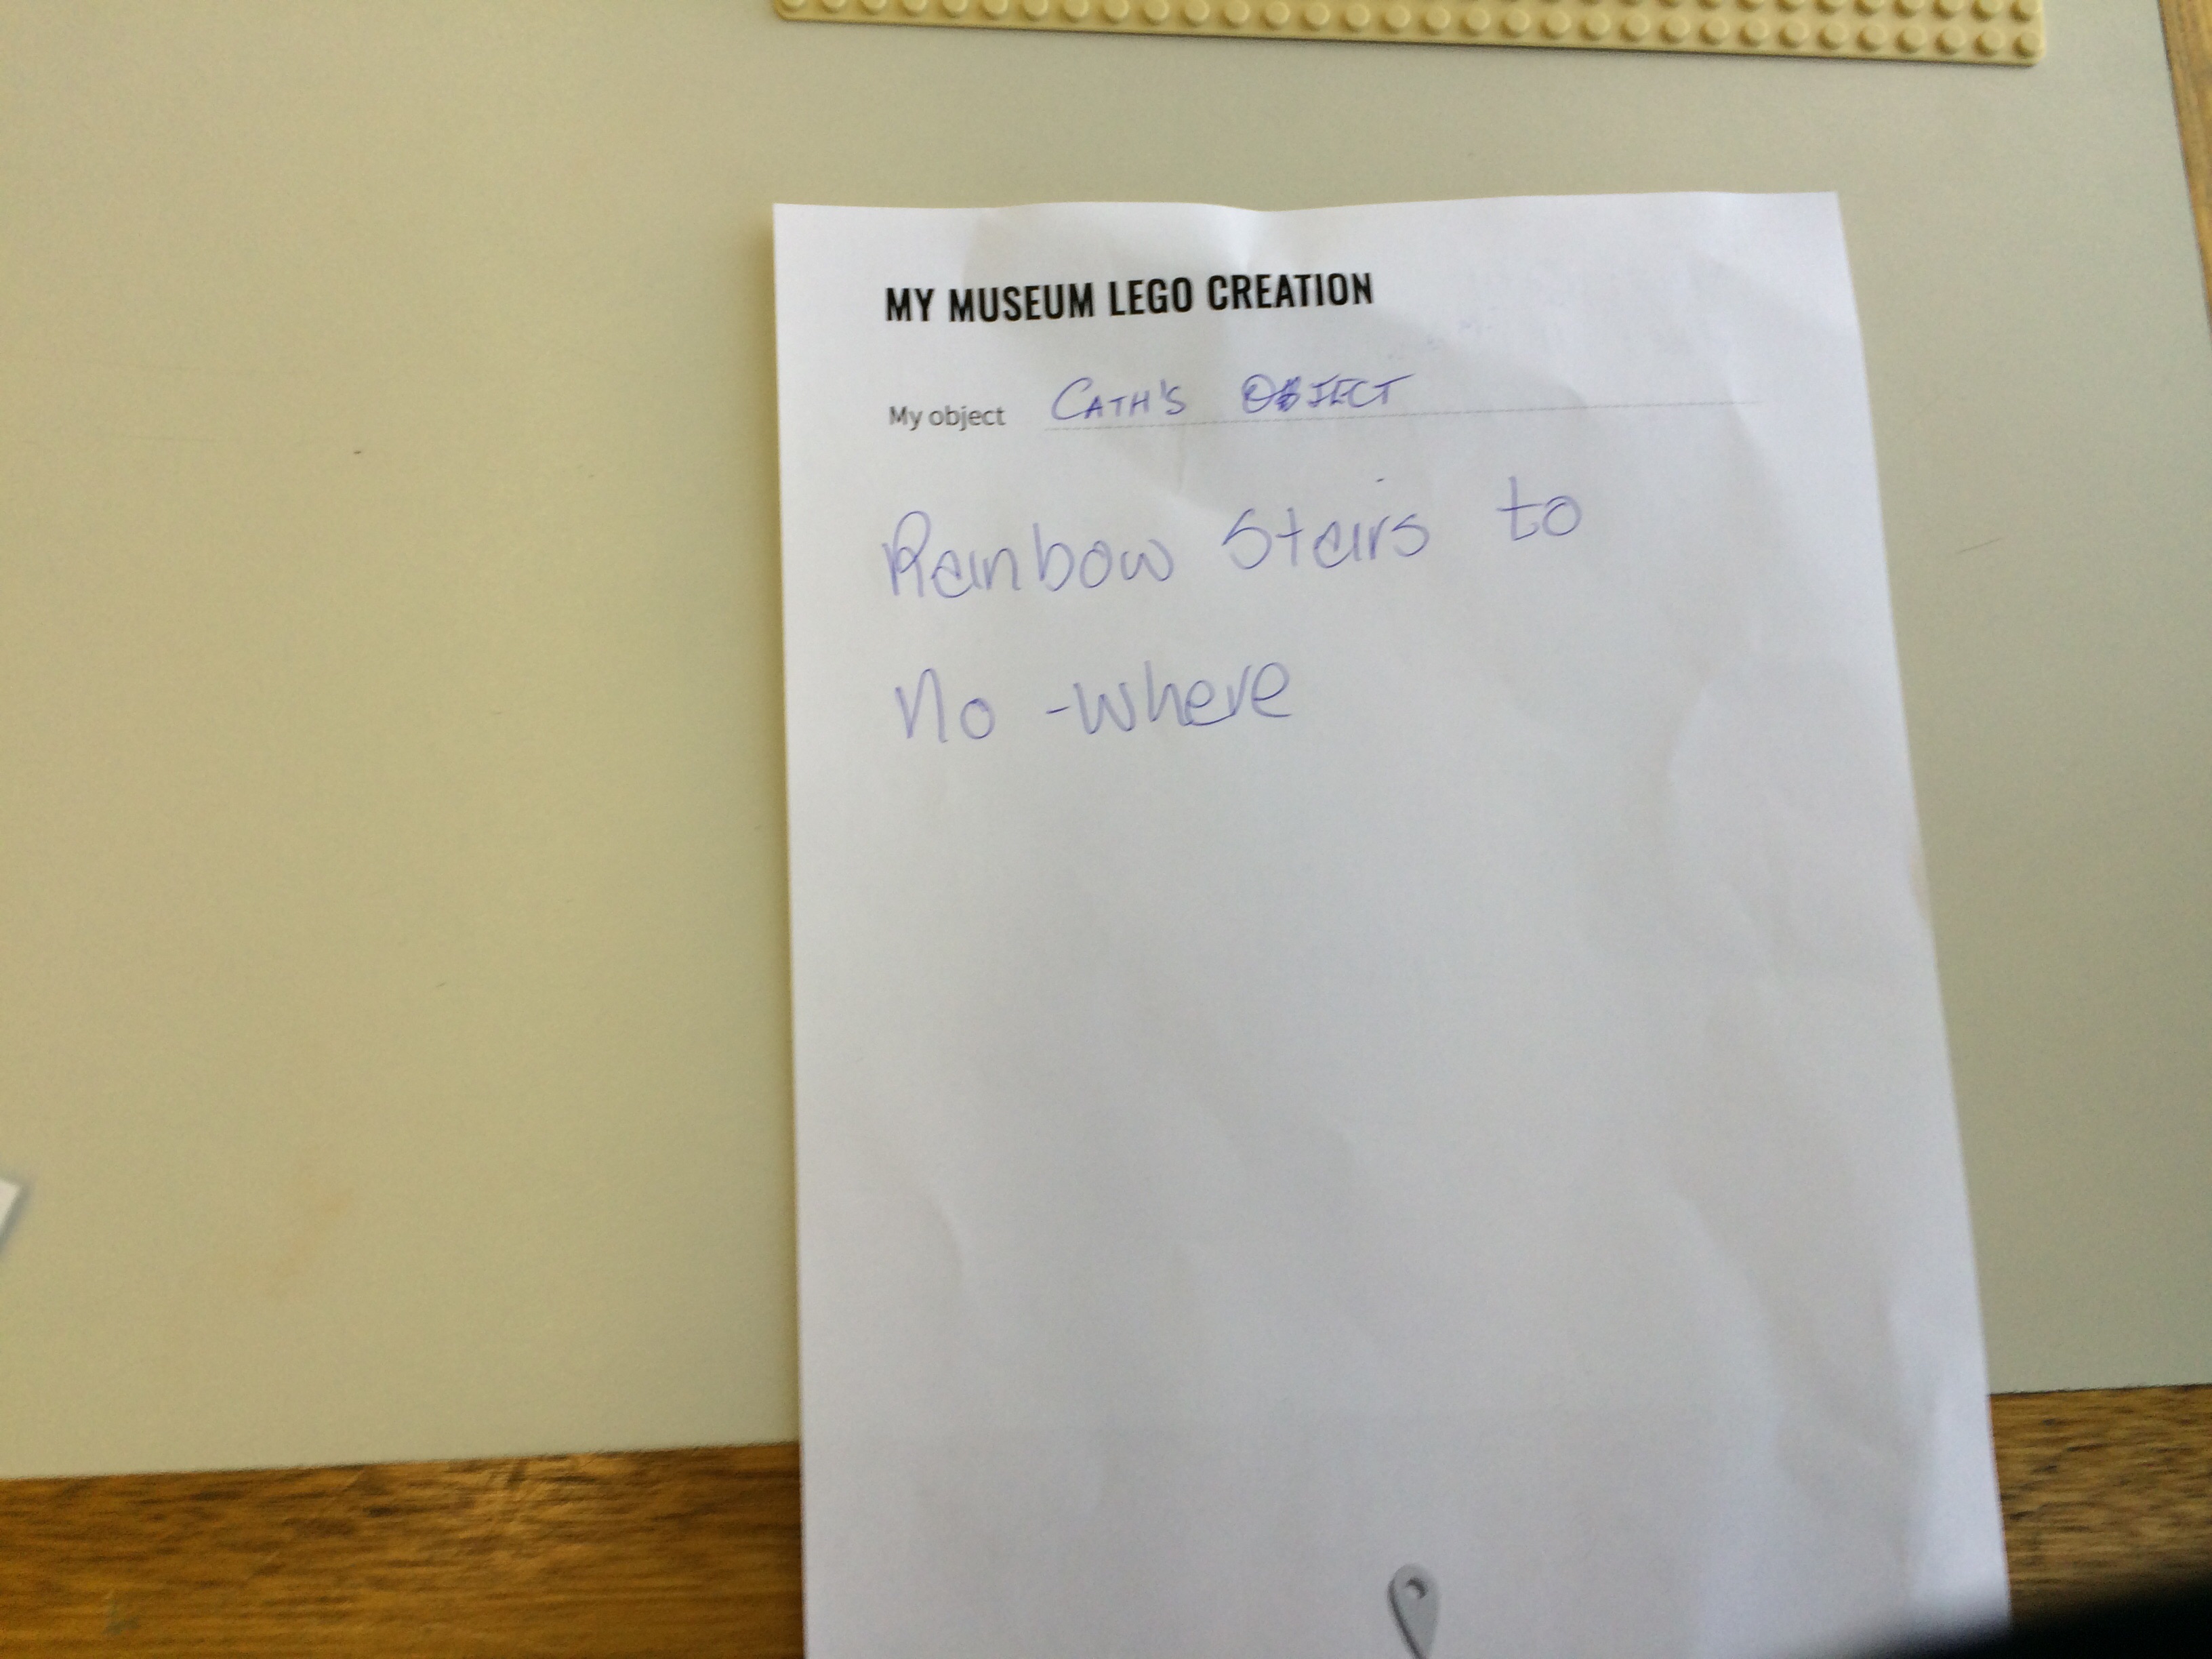 MY MUSEUM LEGO CREATION
My object CATH'S OBJECT
Rainbow Stairs to
no -where